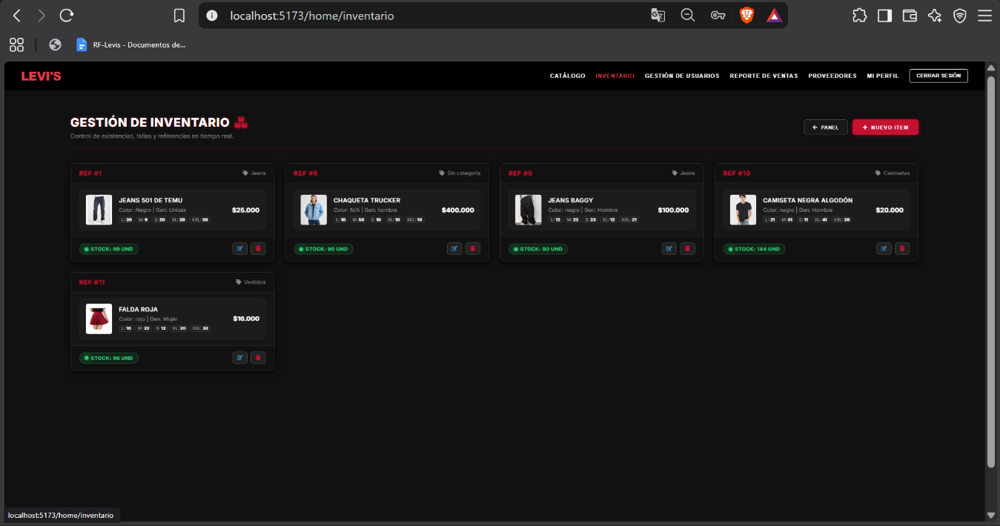 localhost:5173/home/inventario
RF-Levis - Documentos de...
LEVI'S
CATÁLOGO INVENTARIO GESTIÓN DE USUARIOS REPORTE DE VENTAS PROVEEDORES MI PERFIL CERRAR SESIÓN
GESTIÓN DE INVENTARIO
Control de existencias, tallas y referencias en tiempo real.
PANEL
NUEVO ITEM
REF #1 Jeans
JEANS 501 DE TEMU
Color: Negro | Gen: Unisex
$25.000
L: 20 M: 9 S: 20 XL: 20 XXL: 30
STOCK: 99 UND
REF #6 Sin categoría
CHAQUETA TRUCKER
Color: N/A | Gen: hombre
$400.000
L: 10 M: 50 S: 10 XL: 10 XXL: 10
STOCK: 90 UND
REF #9 Jeans
JEANS BAGGY
Color: negro | Gen: Hombre
$100.000
L: 12 M: 22 S: 23 XL: 12 XXL: 21
STOCK: 90 UND
REF #10 Camisetas
CAMISETA NEGRA ALGODÓN
Color: negro | Gen: Hombre
$20.000
L: 21 M: 51 S: 11 XL: 41 XXL: 20
STOCK: 144 UND
REF #11 Vestidos
FALDA ROJA
Color: rojo | Gen: Mujer
$16.000
L: 10 M: 22 S: 12 XL: 20 XXL: 32
STOCK: 96 UND
localhost:5173/home/inventario